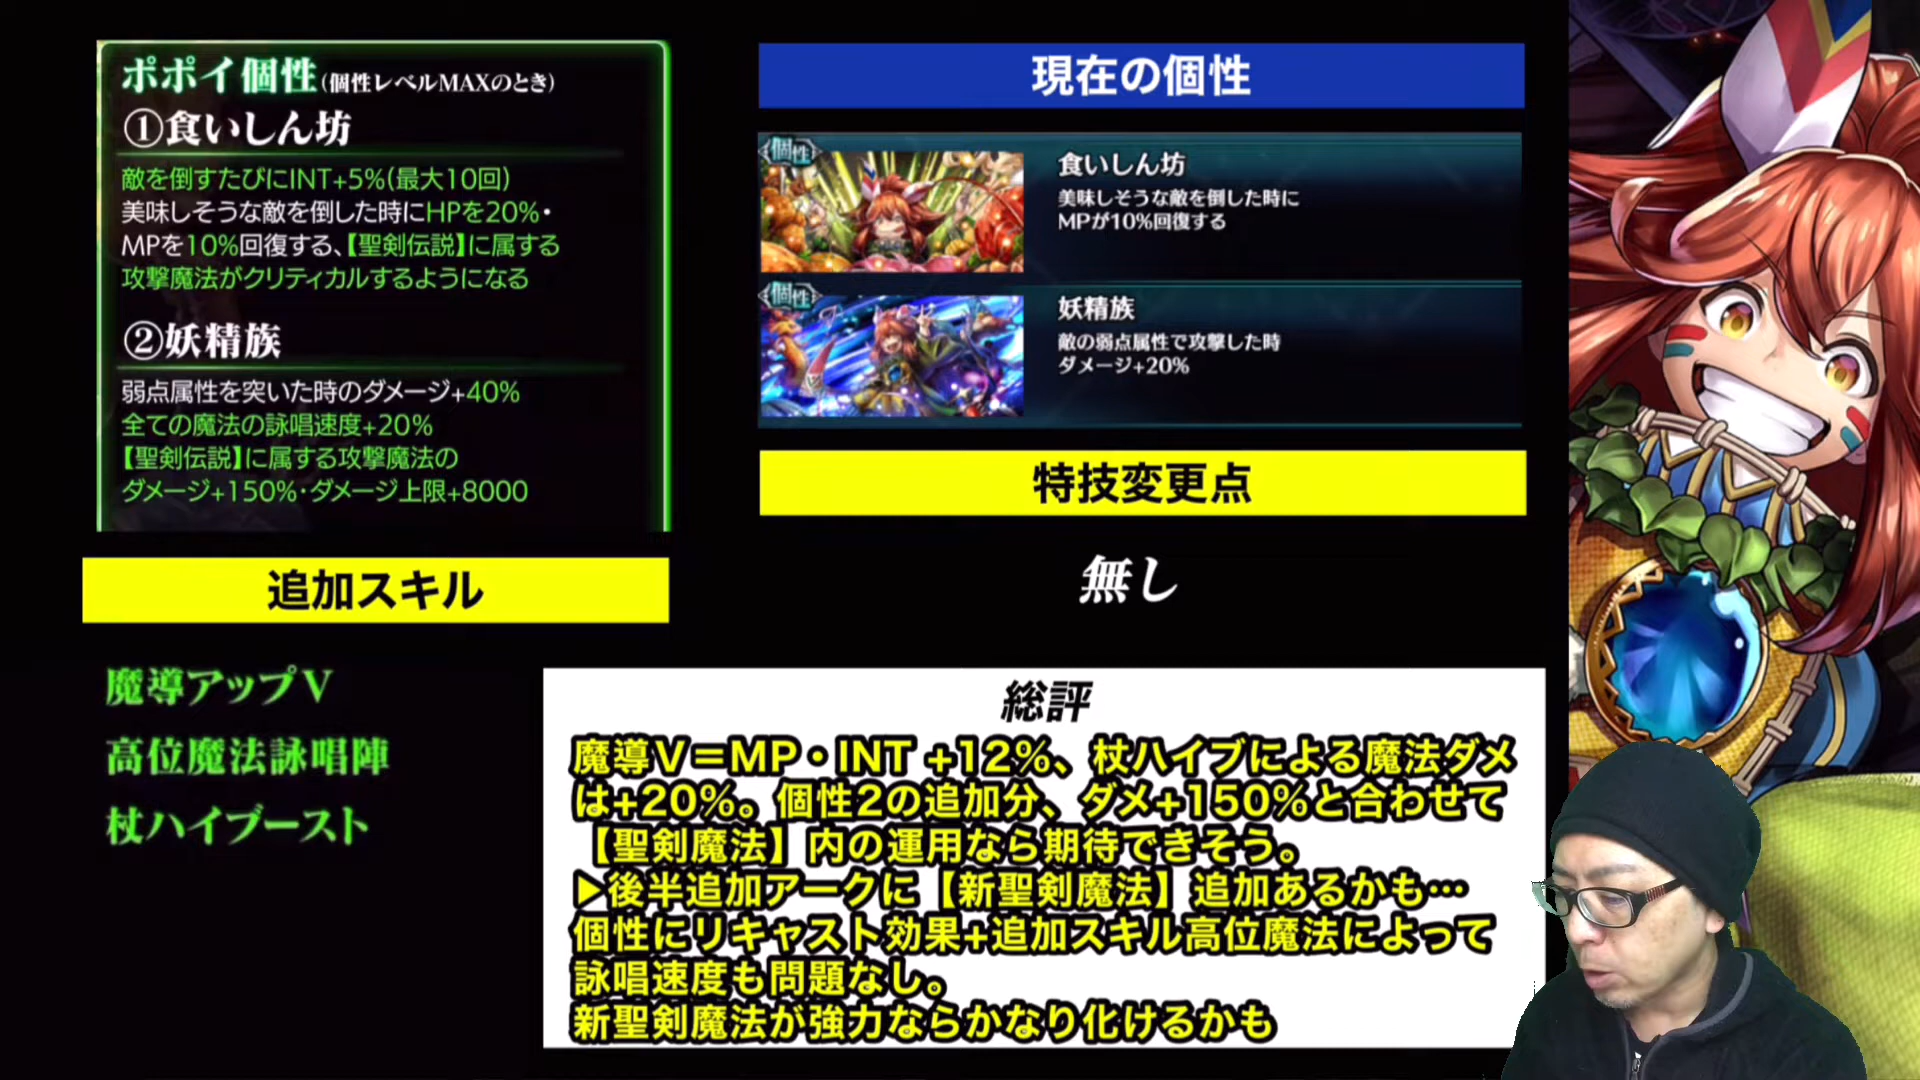 ポポイ個性(個性レベルMAXのとき)
①食いしん坊
敵を倒すたびにINT+5%(最大10回)
美味しそうな敵を倒した時にHPを20%・
MPを10%回復する、【聖剣伝説】に属する
攻撃魔法がクリティカルするようになる
②妖精族
弱点属性を突いた時のダメージ+40%
全ての魔法の詠唱速度+20%
【聖剣伝説】に属する攻撃魔法の
ダメージ+150%・ダメージ上限+8000
追加スキル
魔導アップⅤ
高位魔法詠唱陣
杖ハイブースト
現在の個性
個性
食いしん坊
美味しそうな敵を倒した時に
MPが10%回復する
個性
妖精族
敵の弱点属性で攻撃した時
ダメージ+20%
特技変更点
無し
総評
魔導Ⅴ＝MP・INT +12%、杖ハイブによる魔法ダメ
は+20%。個性2の追加分、ダメ+150%と合わせて
【聖剣魔法】内の運用なら期待できそう。
▶後半追加アークに【新聖剣魔法】追加あるかも…
個性にリキャスト効果+追加スキル高位魔法によって
詠唱速度も問題なし。
新聖剣魔法が強力ならかなり化けるかも